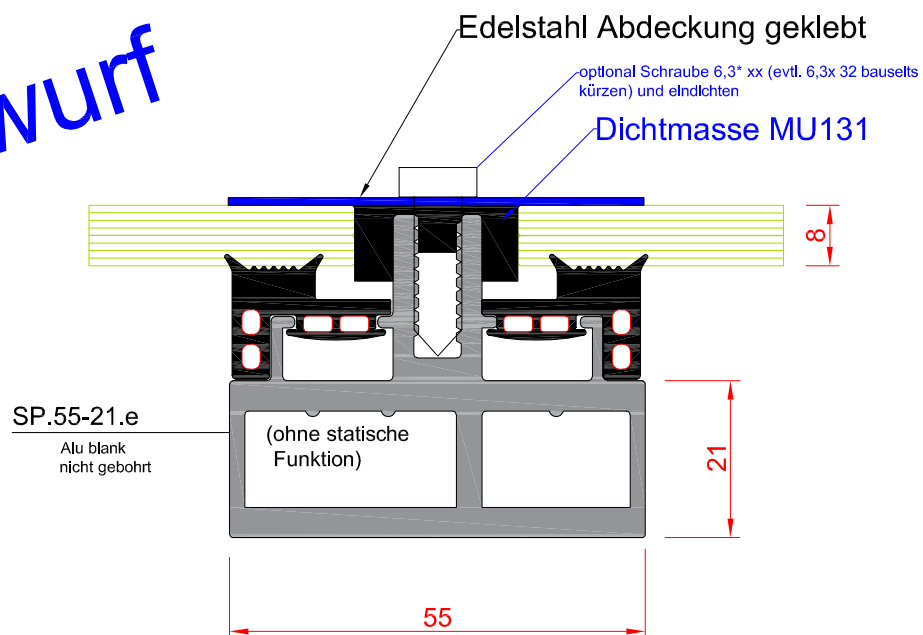 wurf
Edelstahl Abdeckung geklebt
optional Schraube 6,3* xx (evtl. 6,3x 32 bauselts
kürzen) und eindichten
Dichtmasse MU131
8
SP.55-21.e
Alu blank
nicht gebohrt
(ohne statische
Funktion)
21
55